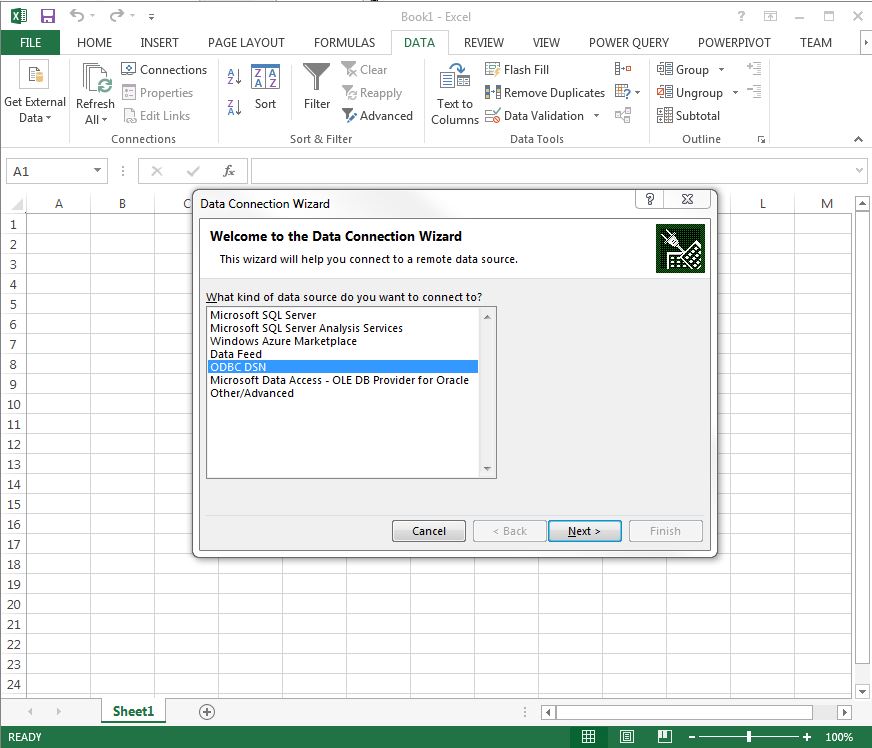 Book1 - Excel
?
FILE HOME INSERT PAGE LAYOUT FORMULAS DATA REVIEW VIEW POWER QUERY POWERPIVOT TEAM
Get External
Data
Refresh
All
Connections
Properties
Edit Links
Connections
A
Z
Z
A
Z A
A Z
Sort
Filter
Clear
Reapply
Advanced
Sort & Filter
Text to
Columns
Flash Fill
Remove Duplicates
Data Validation
Data Tools
Group
Ungroup
Subtotal
Outline
A1
fx
A B C L M
1
2
3
4
5
6
7
8
9
10
11
12
13
14
15
16
17
18
19
20
21
22
23
24
Data Connection Wizard
?
Welcome to the Data Connection Wizard
This wizard will help you connect to a remote data source.
What kind of data source do you want to connect to?
Microsoft SQL Server
Microsoft SQL Server Analysis Services
Windows Azure Marketplace
Data Feed
ODBC DSN
Microsoft Data Access - OLE DB Provider for Oracle
Other/Advanced
Cancel < Back Next > Finish
Sheet1
READY 100%